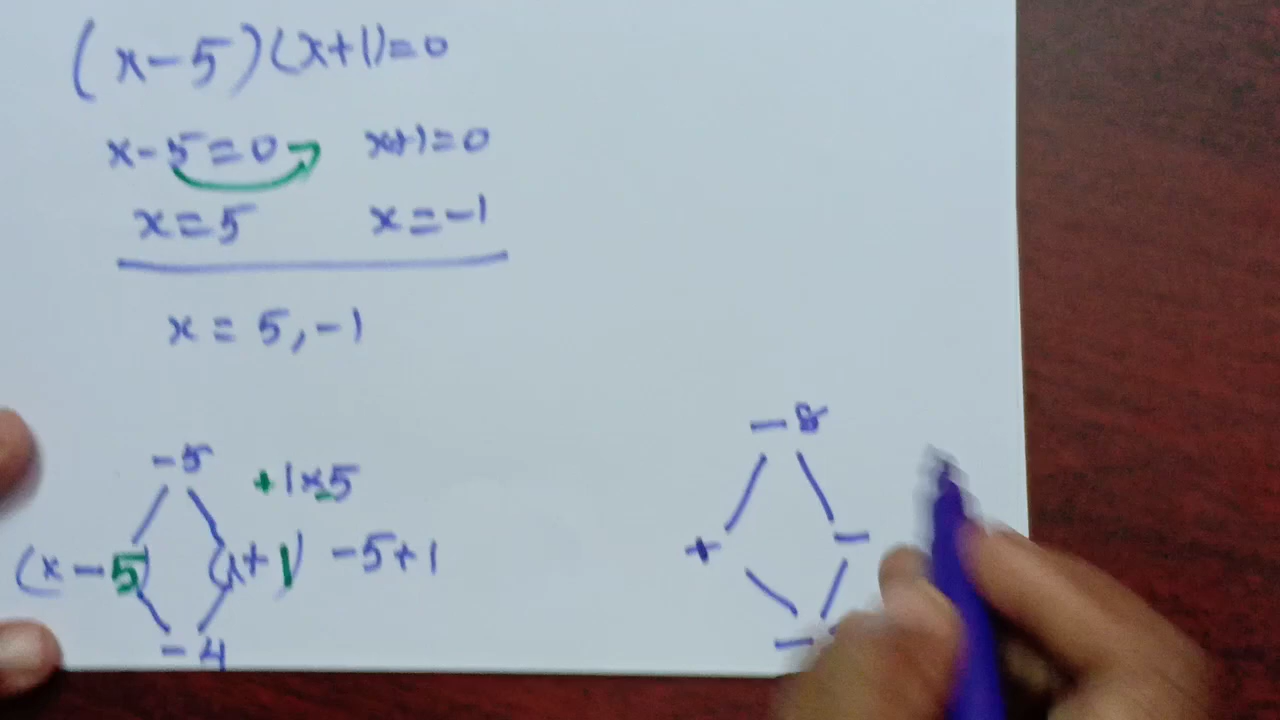 (x-5)(x+1)=0
x-5=0 x+1=0
x=5 x=-1
x = 5, -1
-5 +1x-5
(x-5) (x+1) -5+1
-4
-8
+ -
-